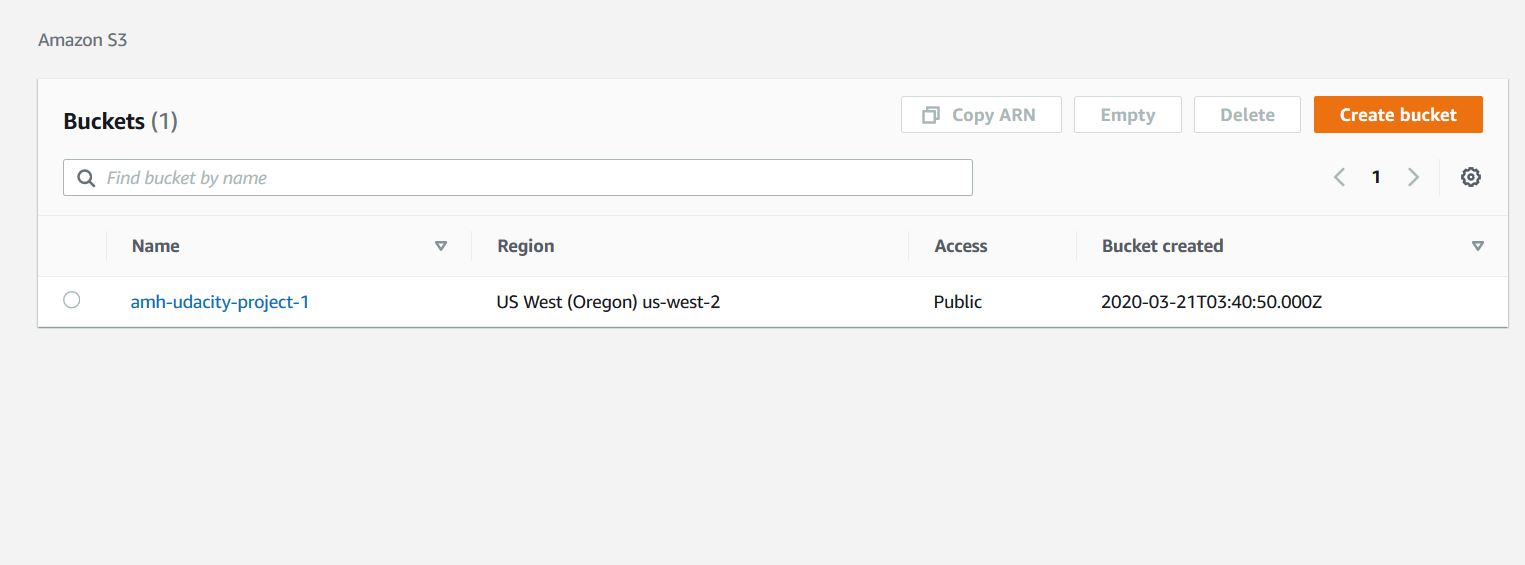 Amazon S3
Buckets (1)
Copy ARN
Empty
Delete
Create bucket
Find bucket by name
1
Name
Region
Access
Bucket created
amh-udacity-project-1
US West (Oregon) us-west-2
Public
2020-03-21T03:40:50.000Z